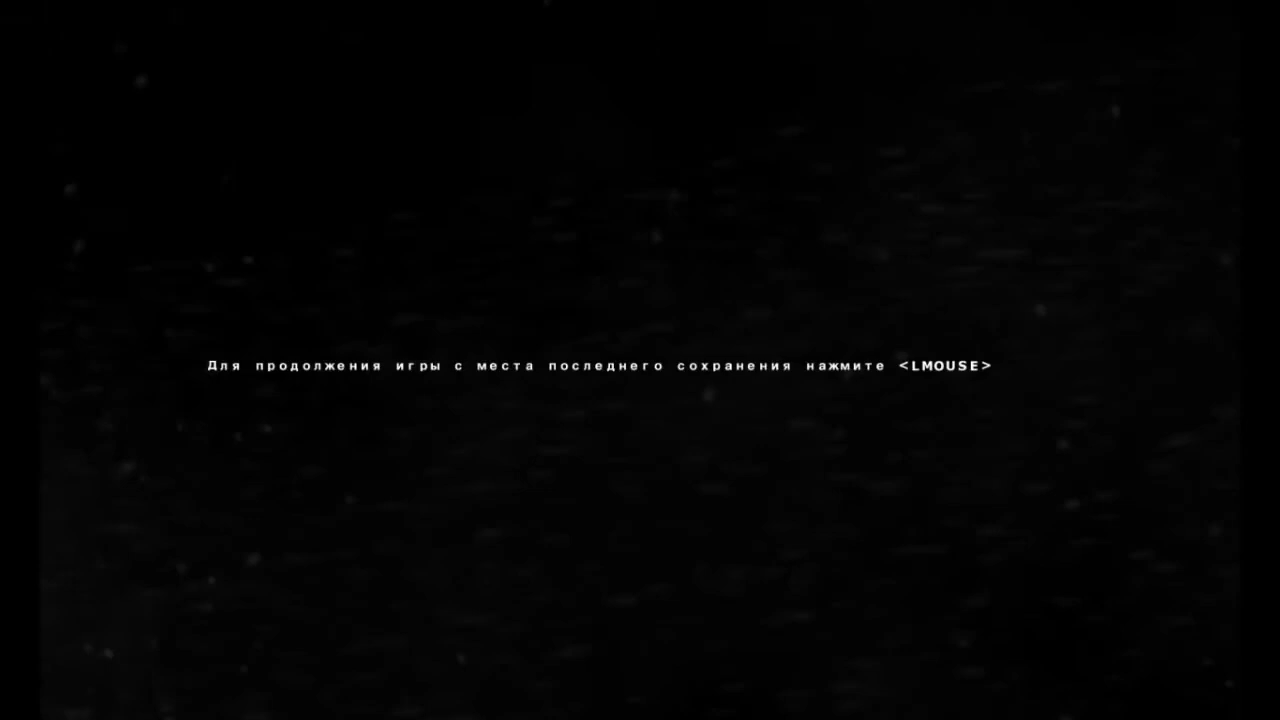 Для продолжения игры с места последнего сохранения нажмите <LMOUSE>